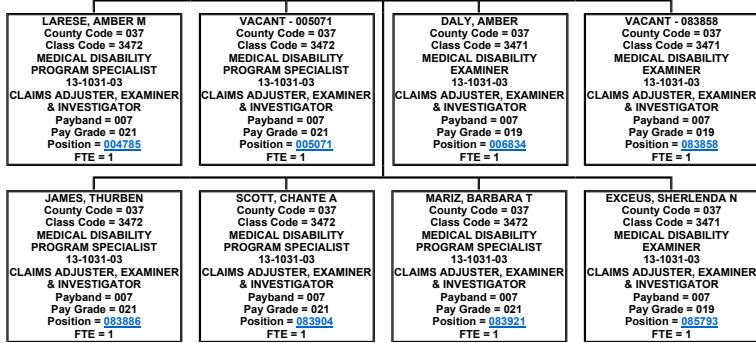 LARESE, AMBER M
County Code = 037
Class Code = 3472
MEDICAL DISABILITY
PROGRAM SPECIALIST
13-1031-03
CLAIMS ADJUSTER, EXAMINER
& INVESTIGATOR
Payband = 007
Pay Grade = 021
Position = 004785
FTE = 1
VACANT - 005071
County Code = 037
Class Code = 3472
MEDICAL DISABILITY
PROGRAM SPECIALIST
13-1031-03
CLAIMS ADJUSTER, EXAMINER
& INVESTIGATOR
Payband = 007
Pay Grade = 021
Position = 005071
FTE = 1
DALY, AMBER
County Code = 037
Class Code = 3471
MEDICAL DISABILITY
EXAMINER
13-1031-03
CLAIMS ADJUSTER, EXAMINER
& INVESTIGATOR
Payband = 007
Pay Grade = 019
Position = 006834
FTE = 1
VACANT - 083858
County Code = 037
Class Code = 3471
MEDICAL DISABILITY
EXAMINER
13-1031-03
CLAIMS ADJUSTER, EXAMINER
& INVESTIGATOR
Payband = 007
Pay Grade = 019
Position = 083858
FTE = 1
JAMES, THURBEN
County Code = 037
Class Code = 3472
MEDICAL DISABILITY
PROGRAM SPECIALIST
13-1031-03
CLAIMS ADJUSTER, EXAMINER
& INVESTIGATOR
Payband = 007
Pay Grade = 021
Position = 083886
FTE = 1
SCOTT, CHANTE A
County Code = 037
Class Code = 3472
MEDICAL DISABILITY
PROGRAM SPECIALIST
13-1031-03
CLAIMS ADJUSTER, EXAMINER
& INVESTIGATOR
Payband = 007
Pay Grade = 021
Position = 083904
FTE = 1
MARIZ, BARBARA T
County Code = 037
Class Code = 3472
MEDICAL DISABILITY
PROGRAM SPECIALIST
13-1031-03
CLAIMS ADJUSTER, EXAMINER
& INVESTIGATOR
Payband = 007
Pay Grade = 021
Position = 083921
FTE = 1
EXCEUS, SHERLENDA N
County Code = 037
Class Code = 3471
MEDICAL DISABILITY
EXAMINER
13-1031-03
CLAIMS ADJUSTER, EXAMINER
& INVESTIGATOR
Payband = 007
Pay Grade = 019
Position = 085793
FTE = 1